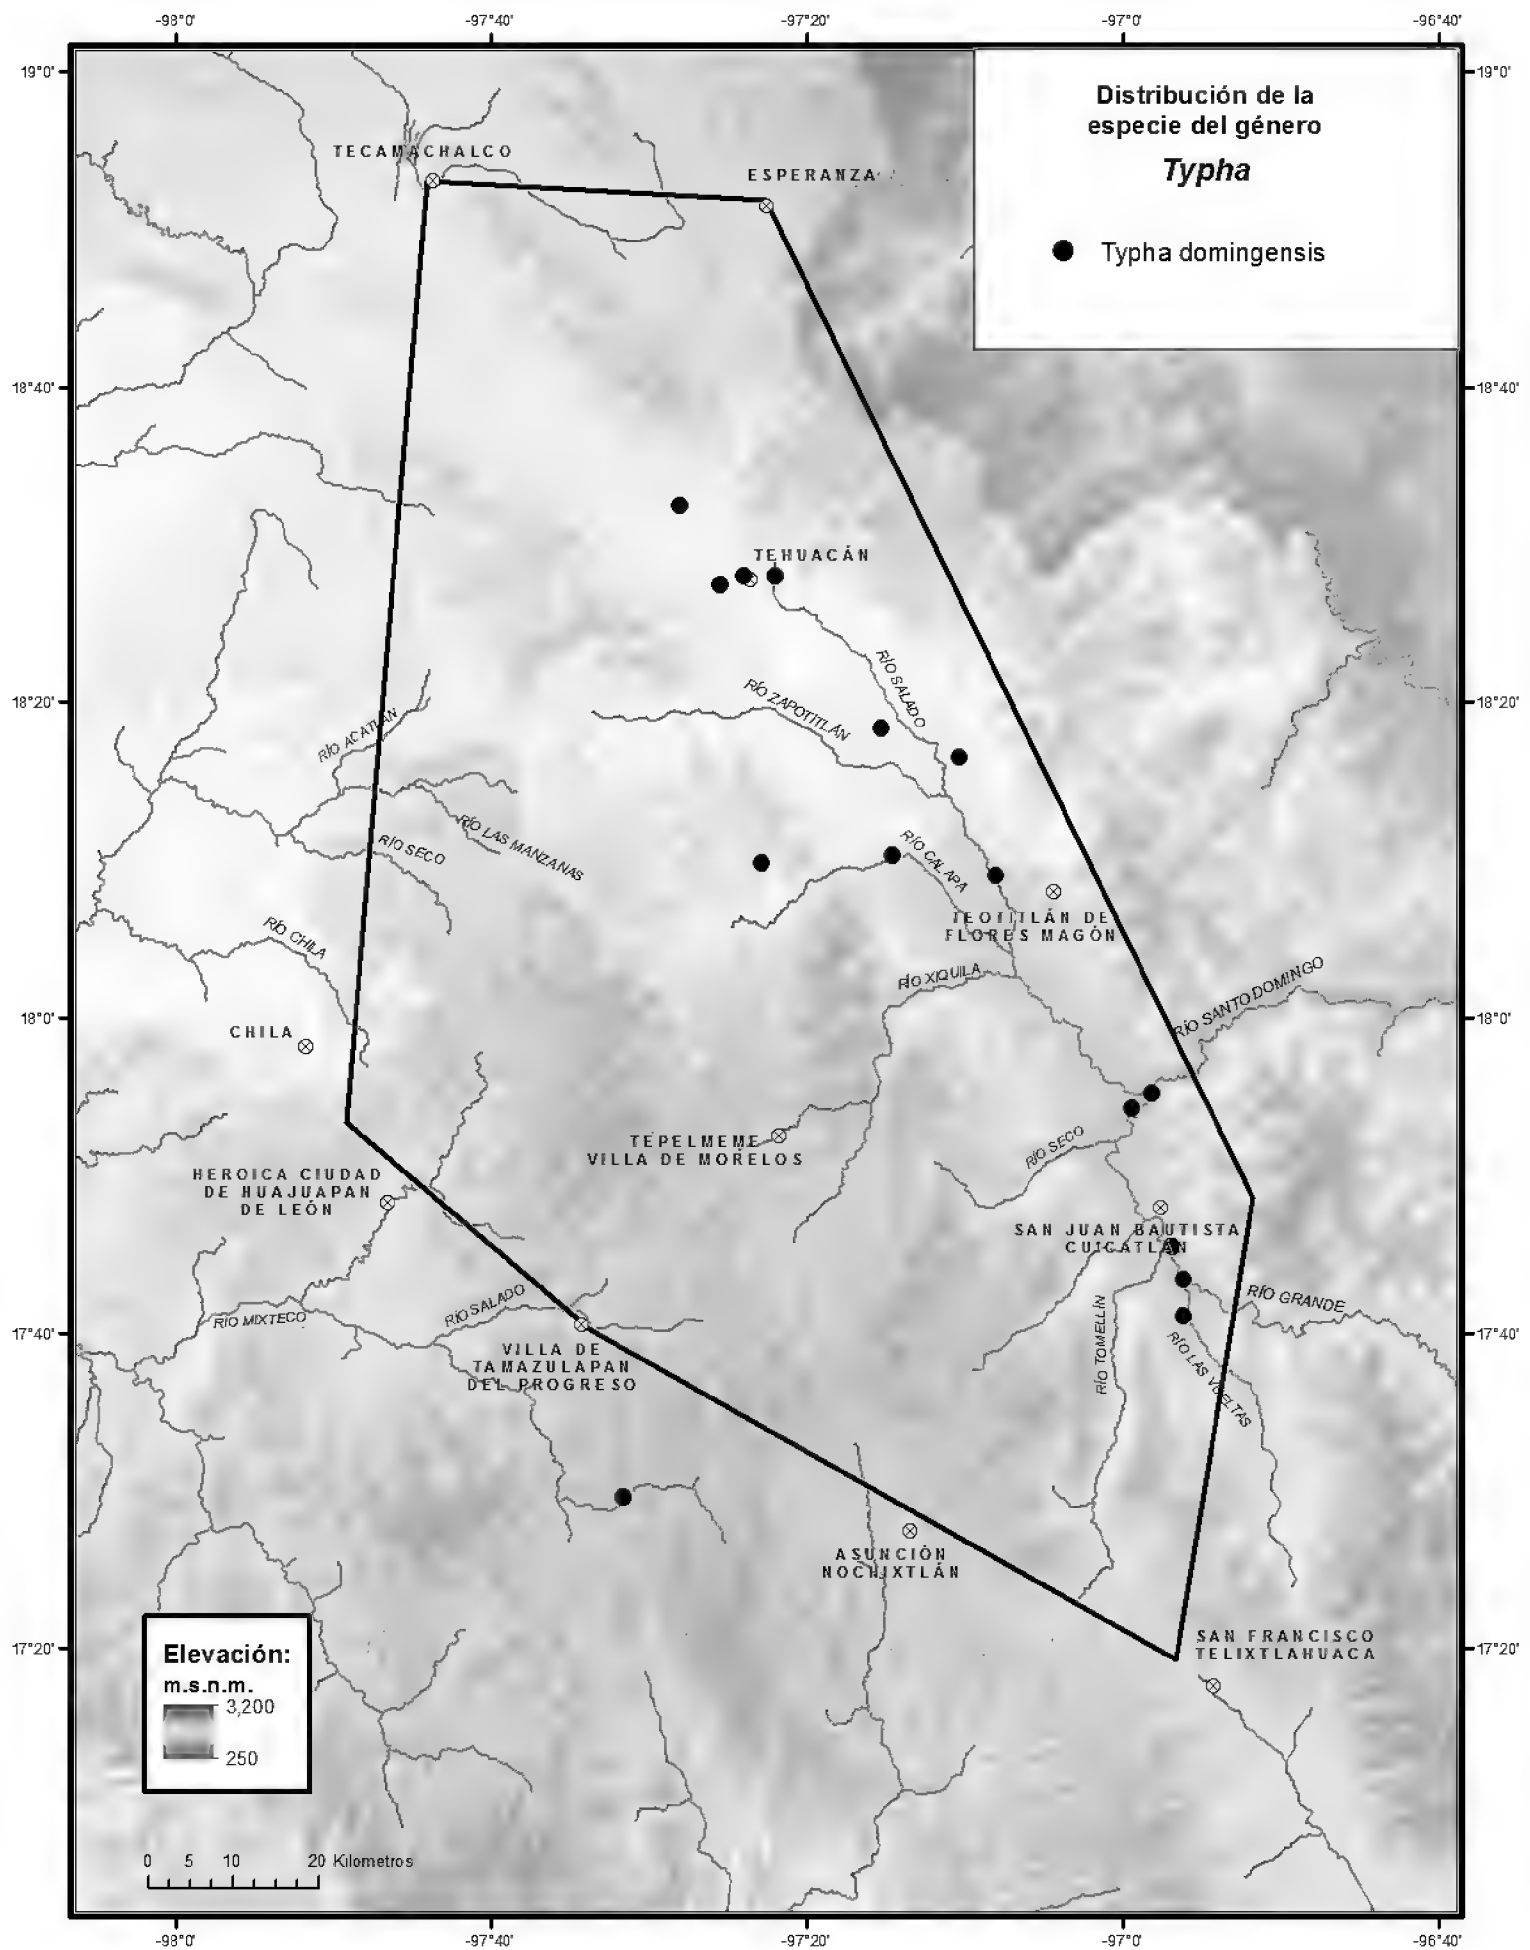 -98°0'
-97°40'
-97°20'
-97°0'
-96°40'
19°0'
19°0'
Distribución de la
especie del género
Typha
Typha domingensis
TECAMACHALCO
ESPERANZA
18°40'
18°40'
TEHUACÁN
RÍO SALADO
RÍO ZAPOTITLÁN
18°20'
18°20'
RÍO ACATLÁN
RÍO LAS MANZANAS
RÍO SECO
RÍO CALAPA
TEOTITLÁN DE
FLORES MAGÓN
RÍO CHILA
RÍO XIQUILA
RÍO SANTO DOMINGO
18°0'
18°0'
CHILA
TEPELMEME
VILLA DE MORELOS
RÍO SECO
HEROICA CIUDAD
DE HUAJUAPAN
DE LEÓN
SAN JUAN BAUTISTA
CUICATLÁN
RÍO GRANDE
RÍO SALADO
RÍO MIXTECO
17°40'
17°40'
RÍO TOMELLÍN
RÍO LAS VUELTAS
VILLA DE
TAMAZULAPAN
DEL PROGRESO
ASUNCIÓN
NOCHIXTLÁN
SAN FRANCISCO
TELIXTLAHUACA
17°20'
17°20'
Elevación:
m.s.n.m.
3,200
250
0 5 10 20 Kilometros
-98°0'
-97°40'
-97°20'
-97°0'
-96°40'